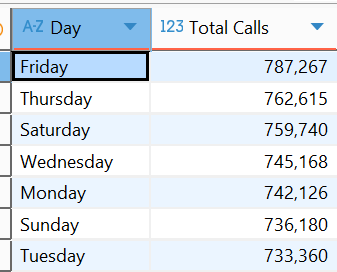 A-Z Day 123 Total Calls
Friday 787,267
Thursday 762,615
Saturday 759,740
Wednesday 745,168
Monday 742,126
Sunday 736,180
Tuesday 733,360